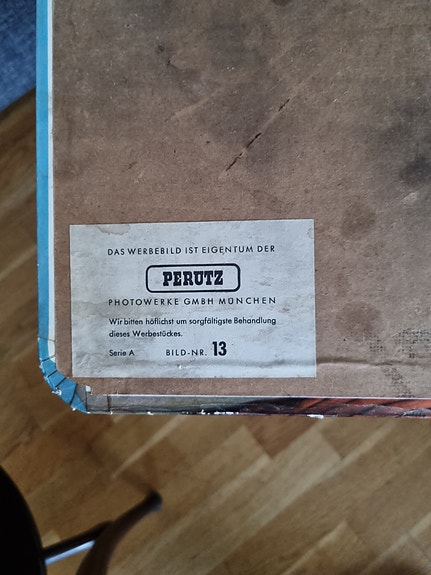 DAS WERBEBILD IST EIGENTUM DER
PERUTZ
PHOTOWERKE GMBH MÜNCHEN
Wir bitten höflichst um sorgfältigste Behandlung
dieses Werbestückes.
Serie A BILD-NR. 13